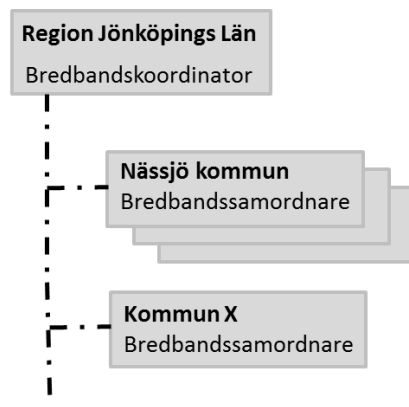 Region Jönköpings Län
Bredbandskoordinator
Nässjö kommun
Bredbandssamordnare
Kommun X
Bredbandssamordnare